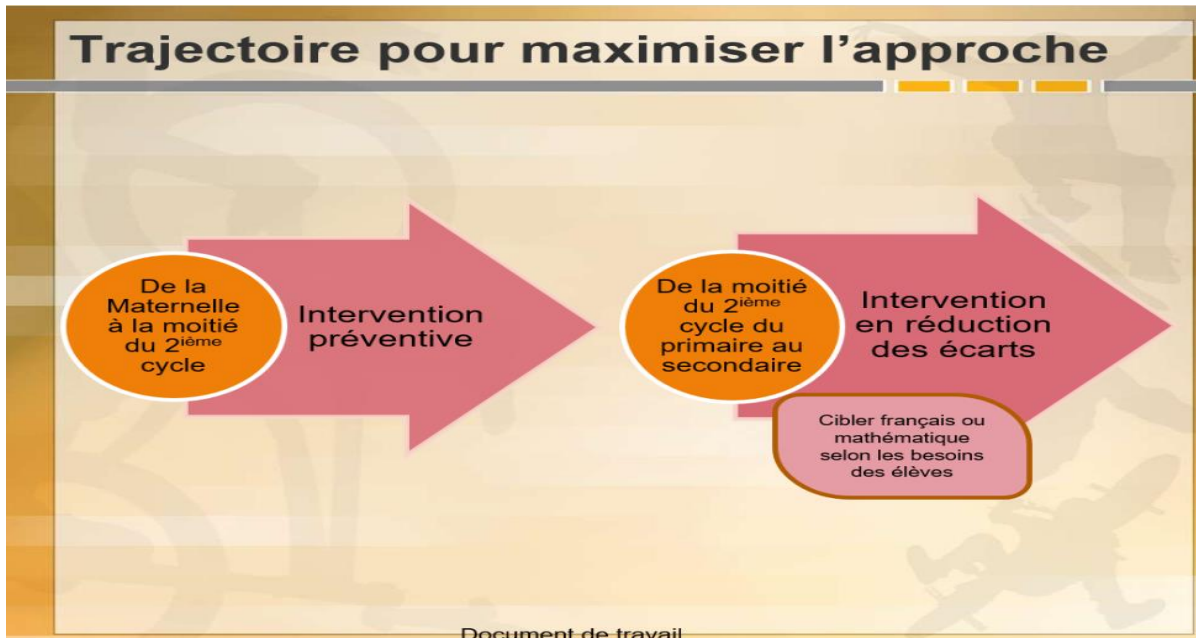 Trajectoire pour maximiser l'approche
De la
Maternelle
à la moitié
du 2ième
cycle
Intervention
préventive
De la moitié
du 2ième
cycle du
primaire au
secondaire
Intervention
en réduction
des écarts
Cibler français ou
mathématique
selon les besoins
des élèves
Document de travail